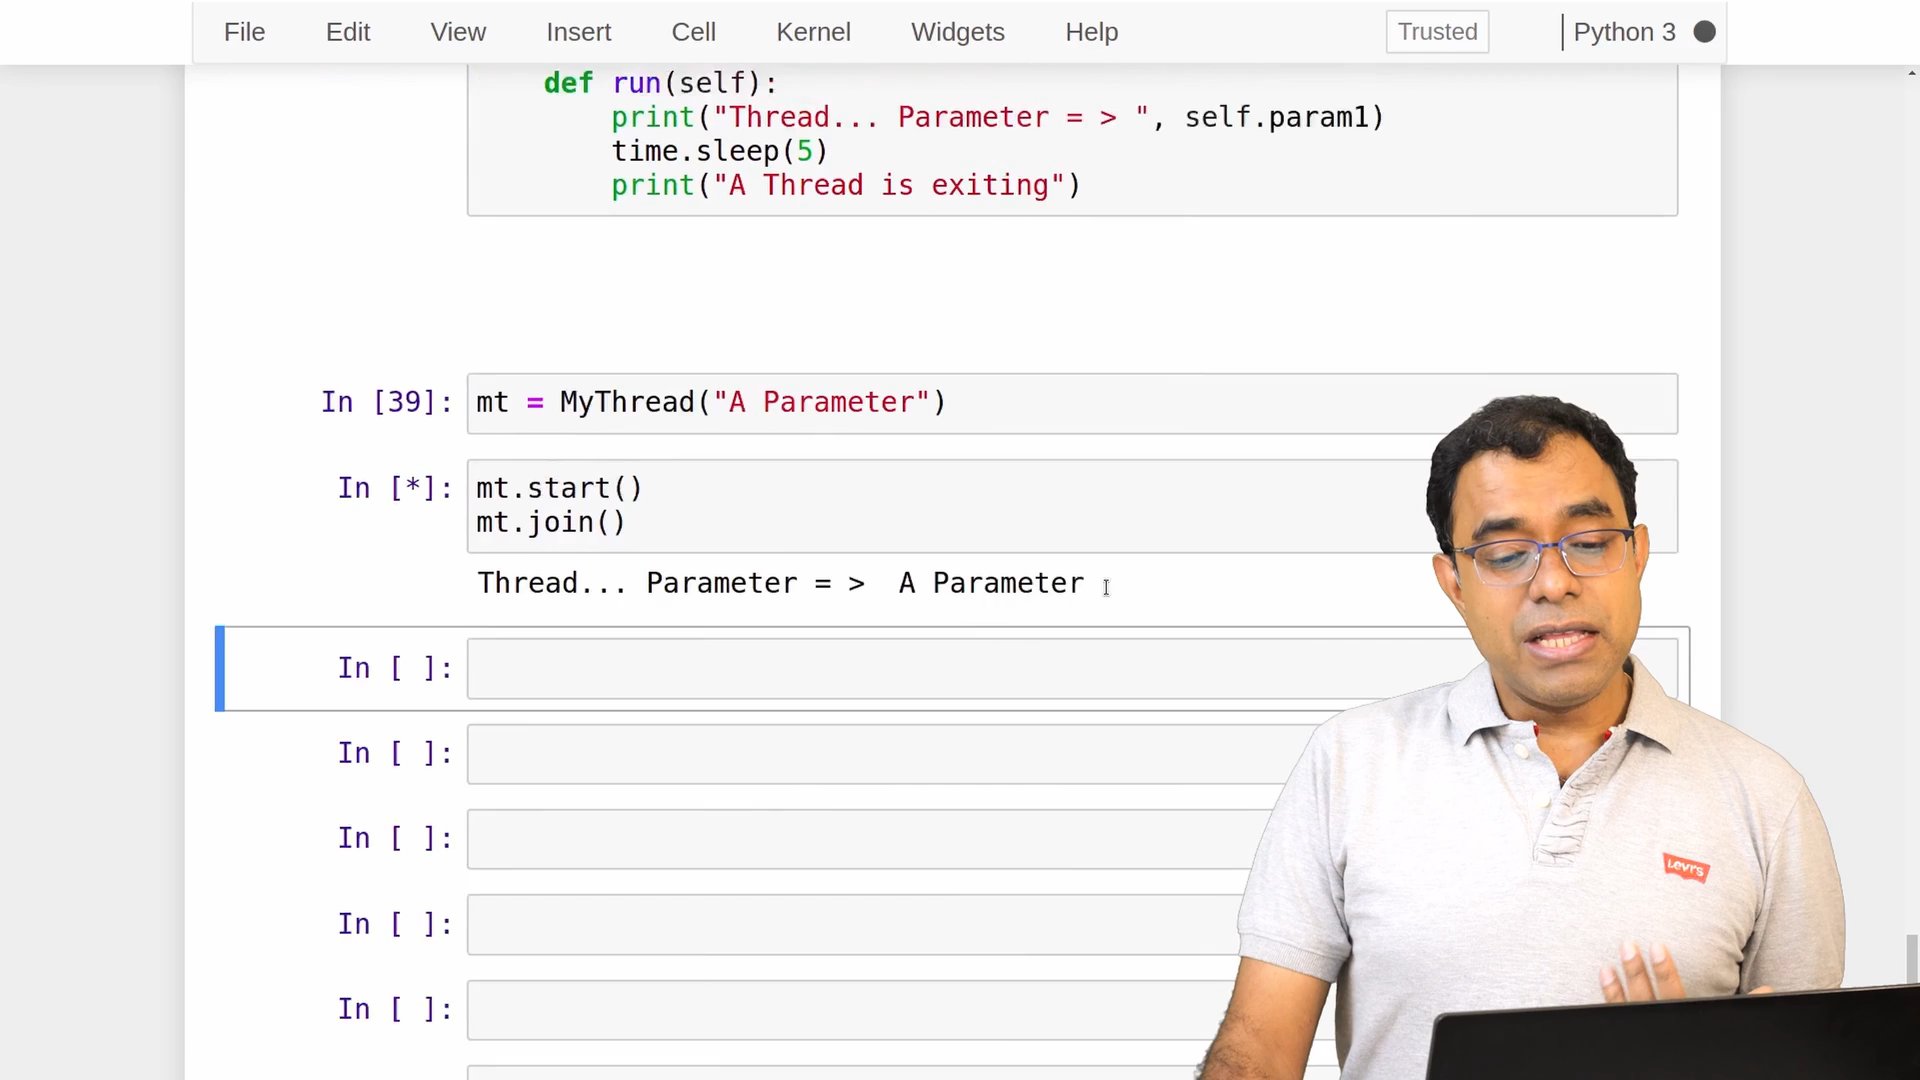 File Edit View Insert Cell Kernel Widgets Help Trusted Python 3
def run(self):
print("Thread... Parameter = > ", self.param1)
time.sleep(5)
print("A Thread is exiting")
In [39]: mt = MyThread("A Parameter")
In [*]: mt.start()
mt.join()
Thread... Parameter = >  A Parameter
In [ ]:
In [ ]:
In [ ]:
In [ ]:
In [ ]:
Levi's